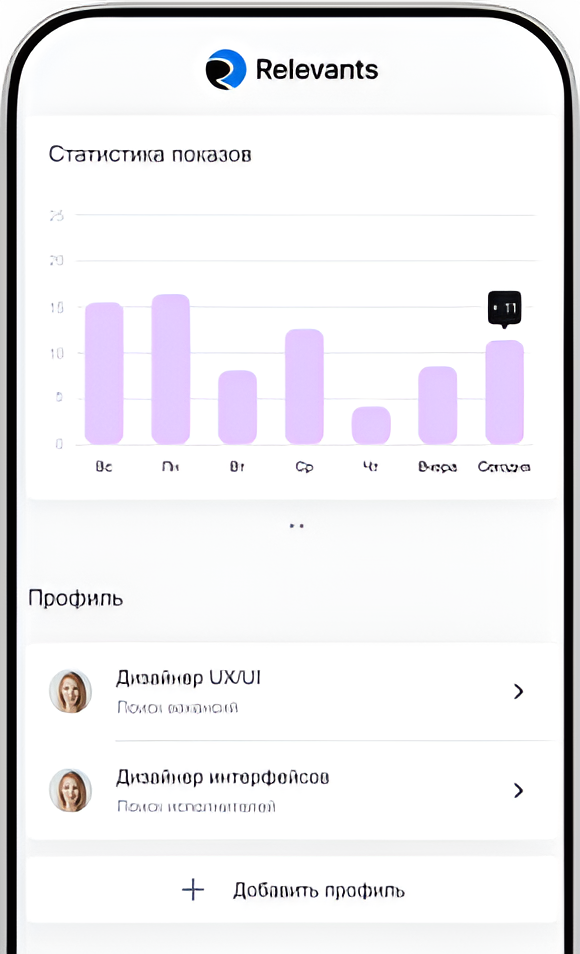 Relevants
Статистика показов
25
20
15
10
5
0
11
Вс Пн Вт Ср Чт Вчера Сегодня
Профиль
Дизайнер UX/UI
Поиск вакансий
Дизайнер интерфейсов
Поиск исполнителей
Добавить профиль